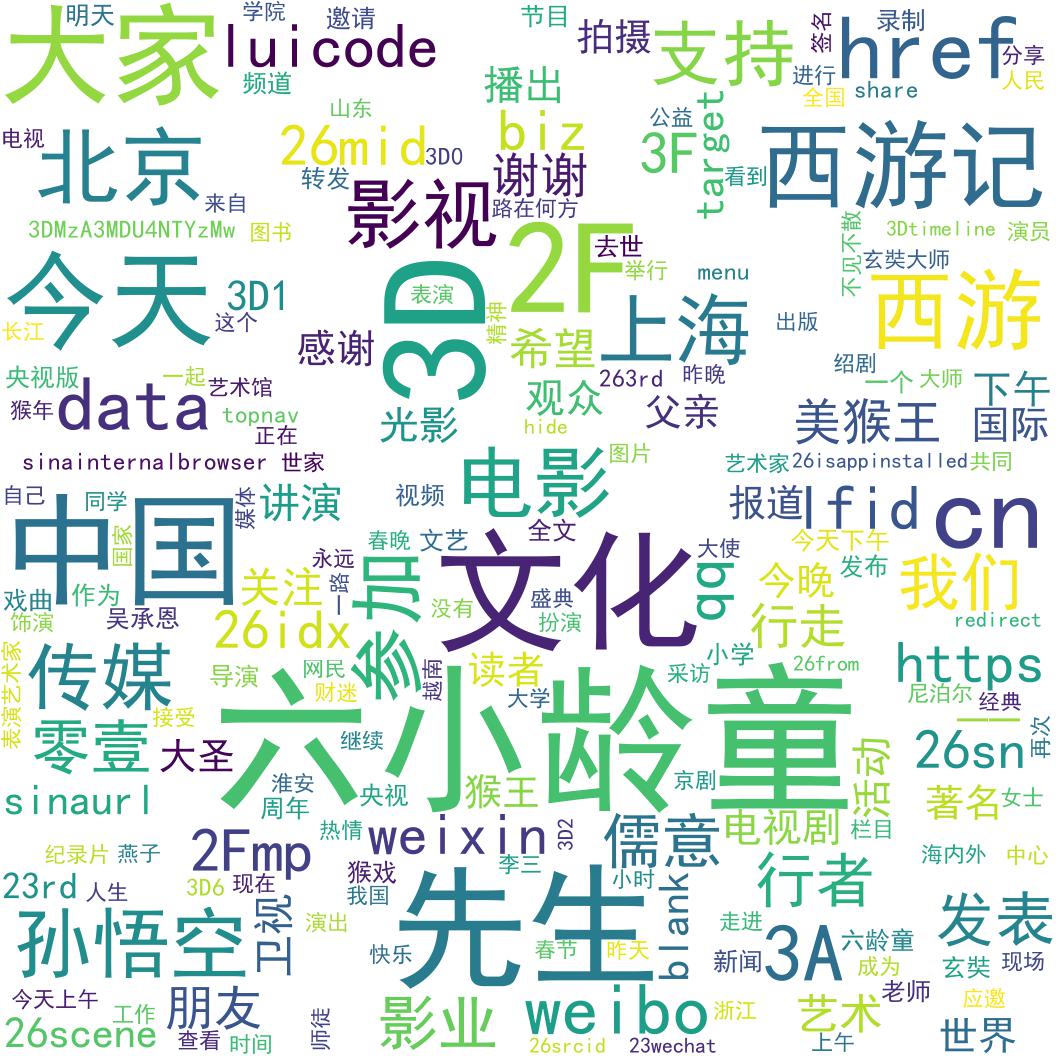 明天
学院
邀请
节目
录制
大家
luicode
拍摄
支持
签名
href
分享
频道
播出
进行
share
人民
全国
电视
山东
26mid
3D0
biz
公益
3F
target
西游记
北京
转发
影视
谢谢
看到
来自
路在何方
3DMzA3MDU4NTYzMw
图书
2F
去世
不见不散
3Dtimeline
演员
玄奘大师
今天
3D1
3D
表演
精神
举行
menu
西游
长江
这个
感谢
希望
上海
出版
绍剧
央视版
一起
艺术馆
263rd
昨晚
一个
大师
下午
猴年
data
topnav
光影
观众
hide
父亲
美猴王
国际
正在
sinainternalbrowser
世家
电影
图片
艺术家
26isappinstalled
共同
自己
同学
媒体
讲演
视频
报道
lfid
cn
中国
国家
春晚
文艺
全文
文化
大使
今天下午
永远
参加
qq
今晚
发布
我们
戏曲
作为
关注
一路
没有
盛典
饰演
吴承恩
26idx
扮演
行走
redirect
表演艺术家
传媒
导演
网民
越南
读者
小学
采访
26from
https
财迷
大学
尼泊尔
经典
接受
六小龄童
一一
零壹
大圣
继续
26sn
再次
淮安
央视
猴王
京剧
活动
sinaurl
周年
著名
女士
热情
weixin
3D2
儒意
电视剧
栏目
2Fmp
纪录片
燕子
猴戏
李三
小时
行者
海内外
中心
23rd
人生
3D6
现在
我国
先生
blank
孙悟空
卫视
演出
走进
发表
快乐
春节
昨天
新闻
3A
六龄童
成为
玄奘
现场
今天上午
工作
朋友
师徒
影业
weibo
浙江
艺术
老师
应邀
26scene
查看
时间
26srcid
23wechat
上午
世界